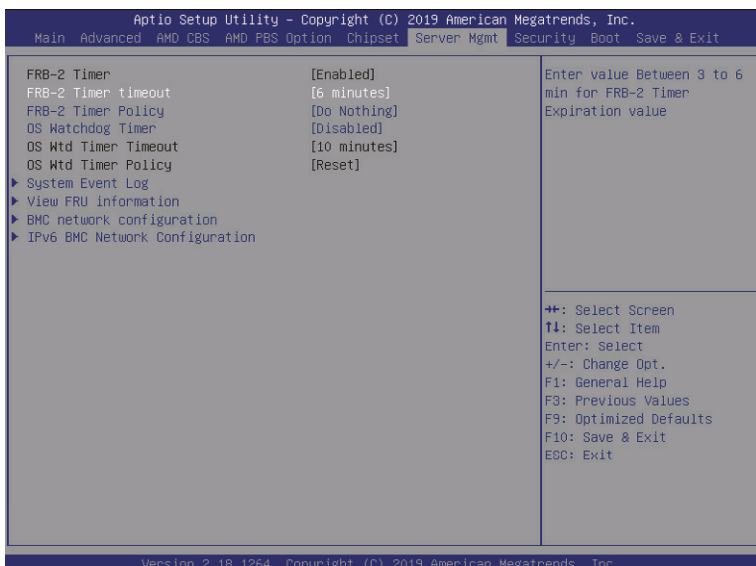 Aptio Setup Utility – Copyright (C) 2019 American Megatrends, Inc.
Main Advanced AMD CBS AMD PBS Option Chipset Server Mgmt Security Boot Save & Exit
FRB-2 Timer [Enabled]
FRB-2 Timer timeout [6 minutes]
FRB-2 Timer Policy [Do Nothing]
OS Watchdog Timer [Disabled]
OS Wtd Timer Timeout [10 minutes]
OS Wtd Timer Policy [Reset]
System Event Log
View FRU information
BMC network configuration
IPv6 BMC Network Configuration
Enter value Between 3 to 6
min for FRB-2 Timer
Expiration value
→←: Select Screen
↑↓: Select Item
Enter: Select
+/-: Change Opt.
F1: General Help
F3: Previous Values
F9: Optimized Defaults
F10: Save & Exit
ESC: Exit
Version 2.18.1264. Copyright (C) 2019 American Megatrends, Inc.